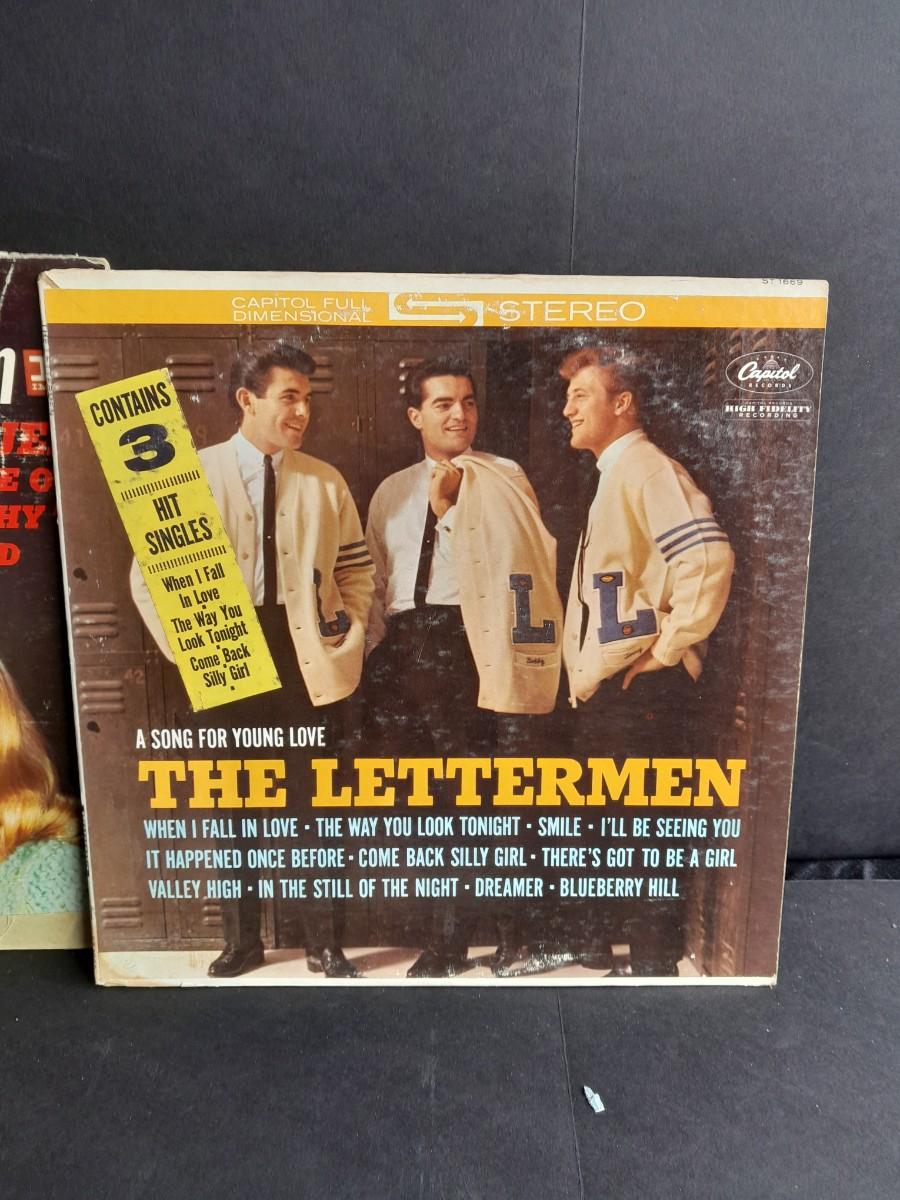 ST 1669
CAPITOL FULL
DIMENSIONAL
STEREO
Capitol
RECORDS
HIGH FIDELITY
RECORDING
CONTAINS
3
HIT
SINGLES
When I Fall
In Love
•
The Way You
Look Tonight
•
Come Back
Silly Girl
•
L
L
L
42
A SONG FOR YOUNG LOVE
THE LETTERMEN
WHEN I FALL IN LOVE • THE WAY YOU LOOK TONIGHT • SMILE • I'LL BE SEEING YOU
IT HAPPENED ONCE BEFORE • COME BACK SILLY GIRL • THERE'S GOT TO BE A GIRL
VALLEY HIGH • IN THE STILL OF THE NIGHT • DREAMER • BLUEBERRY HILL